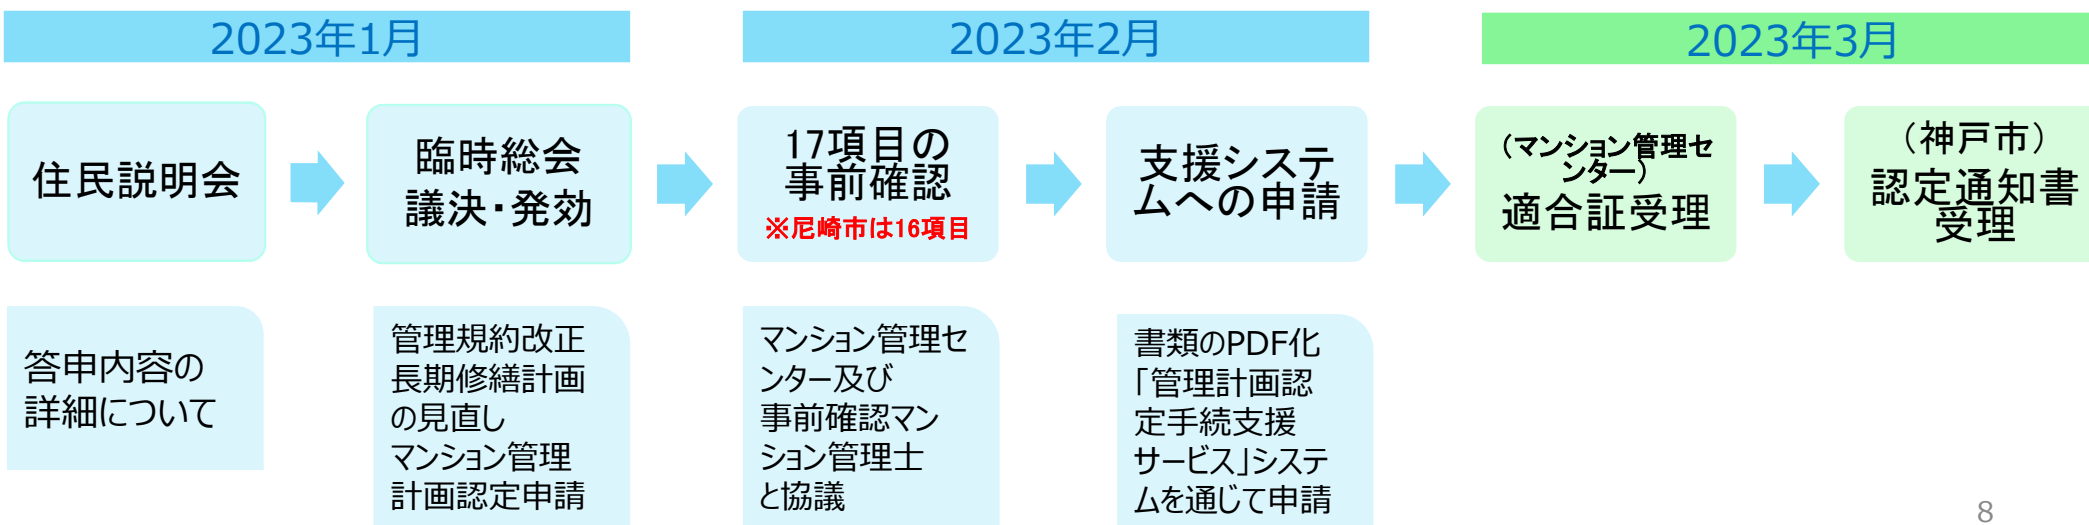 2023年1月
2023年2月
2023年3月
住民説明会
臨時総会
議決・発効
17項目の
事前確認
※尼崎市は16項目
支援システ
ムへの申請
（マンション管理セ
ンター）
適合証受理
（神戸市）
認定通知書
受理
答申内容の
詳細について
管理規約改正
長期修繕計画
の見直し
マンション管理
計画認定申請
マンション管理セ
ンター及び
事前確認マン
ション管理士
と協議
書類のPDF化
「管理計画認
定手続支援
サービス」システ
ムを通じて申請
8